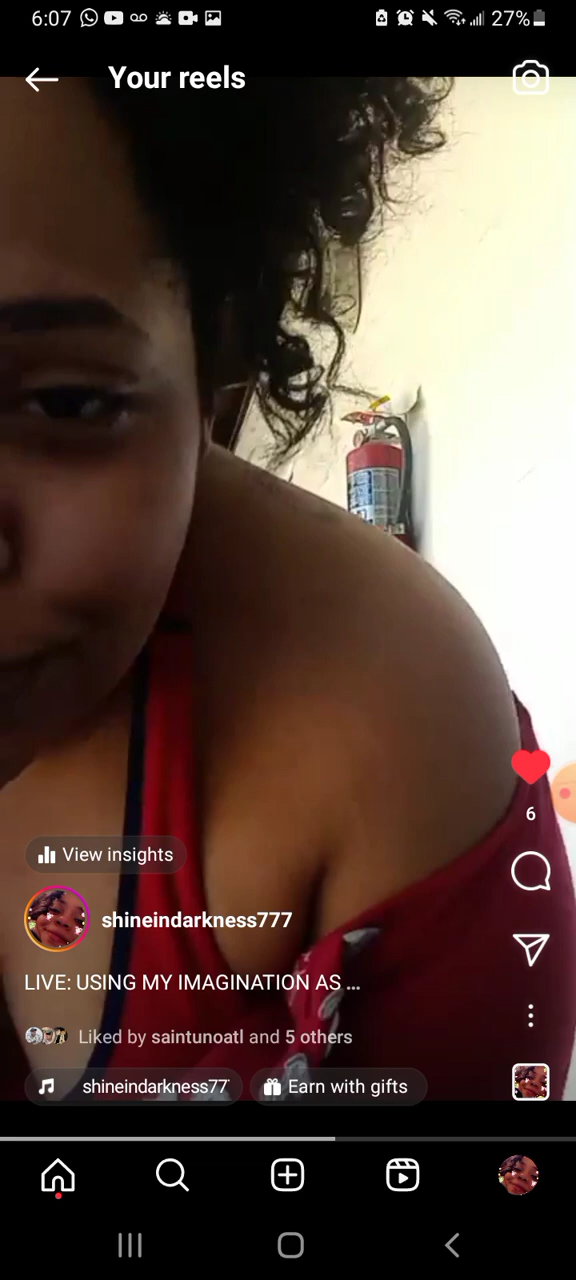 6:07
27%
Your reels
6
View insights
shineindarkness777
LIVE: USING MY IMAGINATION AS ...
Liked by saintunoatl and 5 others
shineindarkness77
Earn with gifts